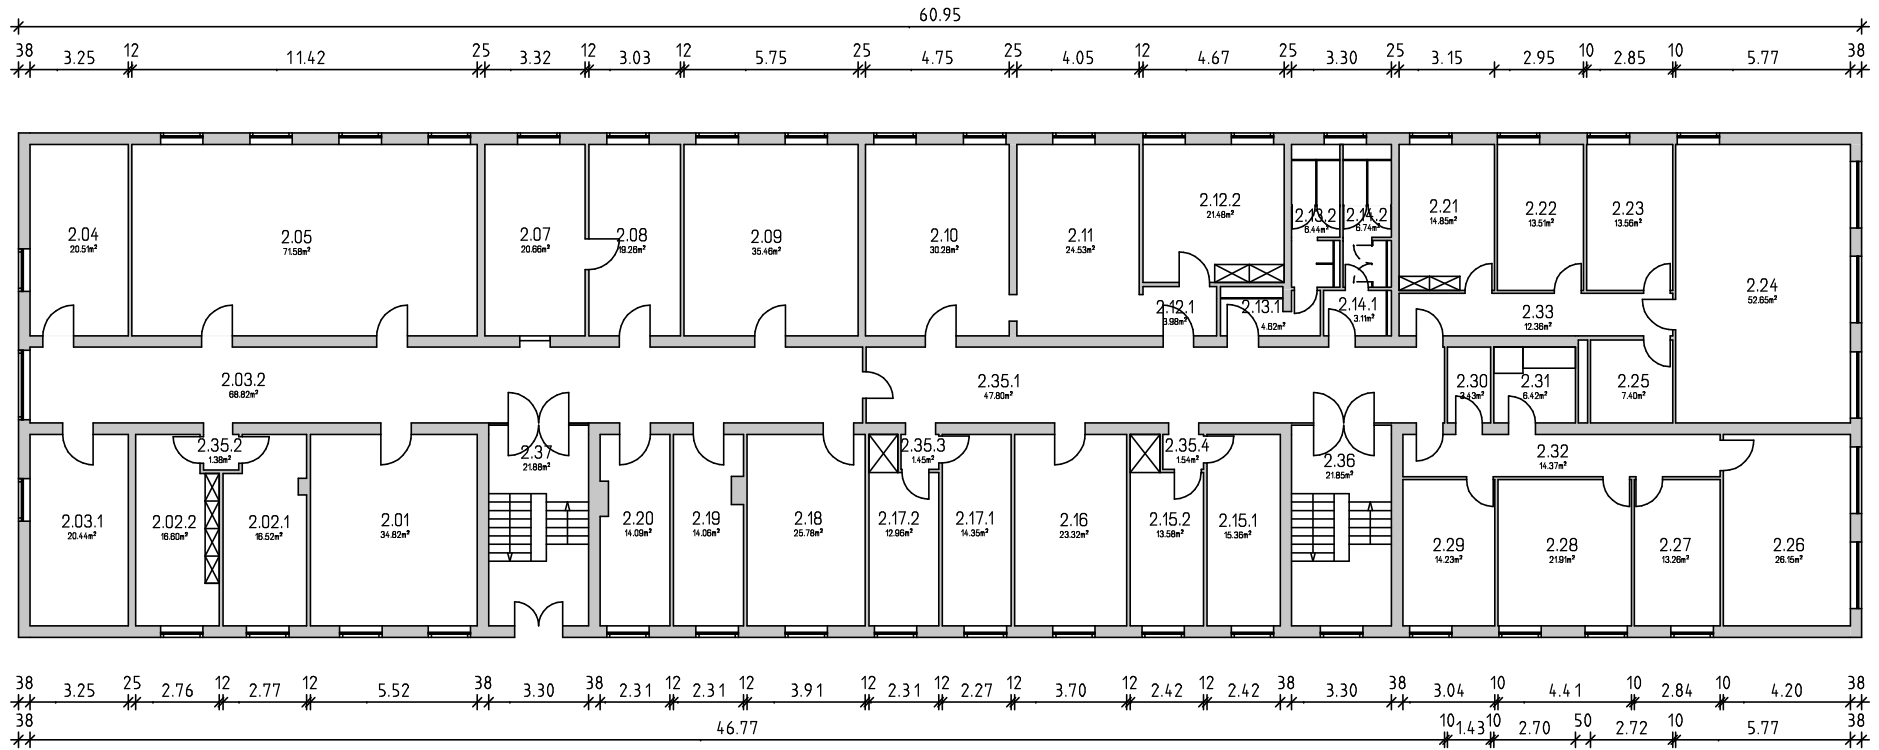 60.95
38 3.25 12 11.42 25 3.32 12 3.03 12 5.75 25 4.75 25 4.05 12 4.67 25 3.30 25 3.15 2.95 10 2.85 10 5.77 38
2.04
20.51m²
2.05
71.58m²
2.07
20.66m²
2.08
19.26m²
2.09
35.46m²
2.10
30.28m²
2.11
24.53m²
2.12.2
21.48m²
2.13.2
6.44m²
2.14.2
6.74m²
2.21
14.85m²
2.22
13.51m²
2.23
13.56m²
2.24
52.65m²
2.12.1
3.98m²
2.13.1
4.62m²
2.14.1
3.11m²
2.33
12.36m²
2.03.2
68.82m²
2.35.1
47.80m²
2.30
3.43m²
2.31
6.42m²
2.25
7.40m²
2.35.2
1.38m²
2.37
21.88m²
2.35.3
1.45m²
2.35.4
1.54m²
2.36
21.85m²
2.32
14.37m²
2.03.1
20.44m²
2.02.2
16.60m²
2.02.1
16.52m²
2.01
34.82m²
2.20
14.09m²
2.19
14.06m²
2.18
25.78m²
2.17.2
12.96m²
2.17.1
14.35m²
2.16
23.32m²
2.15.2
13.58m²
2.15.1
15.36m²
2.29
14.23m²
2.28
21.91m²
2.27
13.26m²
2.26
26.15m²
38 3.25 25 2.76 12 2.77 12 5.52 38 3.30 38 2.31 12 2.31 12 3.91 12 2.31 12 2.27 12 3.70 12 2.42 12 2.42 38 3.30 38 3.04 10 4.41 10 2.84 10 4.20 38
38 46.77 10 1.43 10 2.70 50 2.72 10 5.77 38